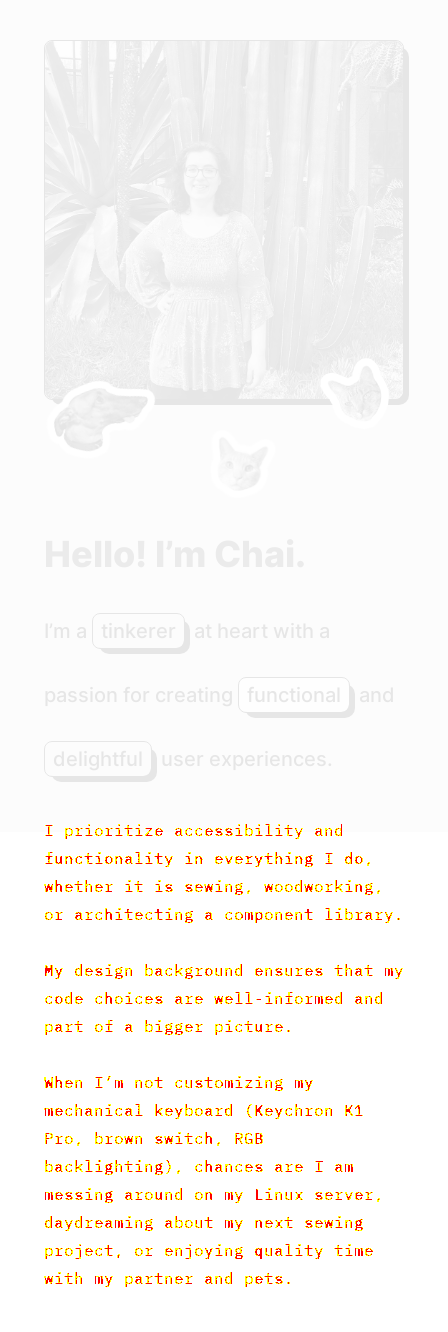 Hello! I’m Chai.
I’m a tinkerer at heart with a
passion for creating functional and
delightful user experiences.
I prioritize accessibility and
functionality in everything I do,
whether it is sewing, woodworking,
or architecting a component library.
My design background ensures that my
code choices are well-informed and
part of a bigger picture.
When I’m not customizing my
mechanical keyboard (Keychron K1
Pro, brown switch, RGB
backlighting), chances are I am
messing around on my Linux server,
daydreaming about my next sewing
project, or enjoying quality time
with my partner and pets.